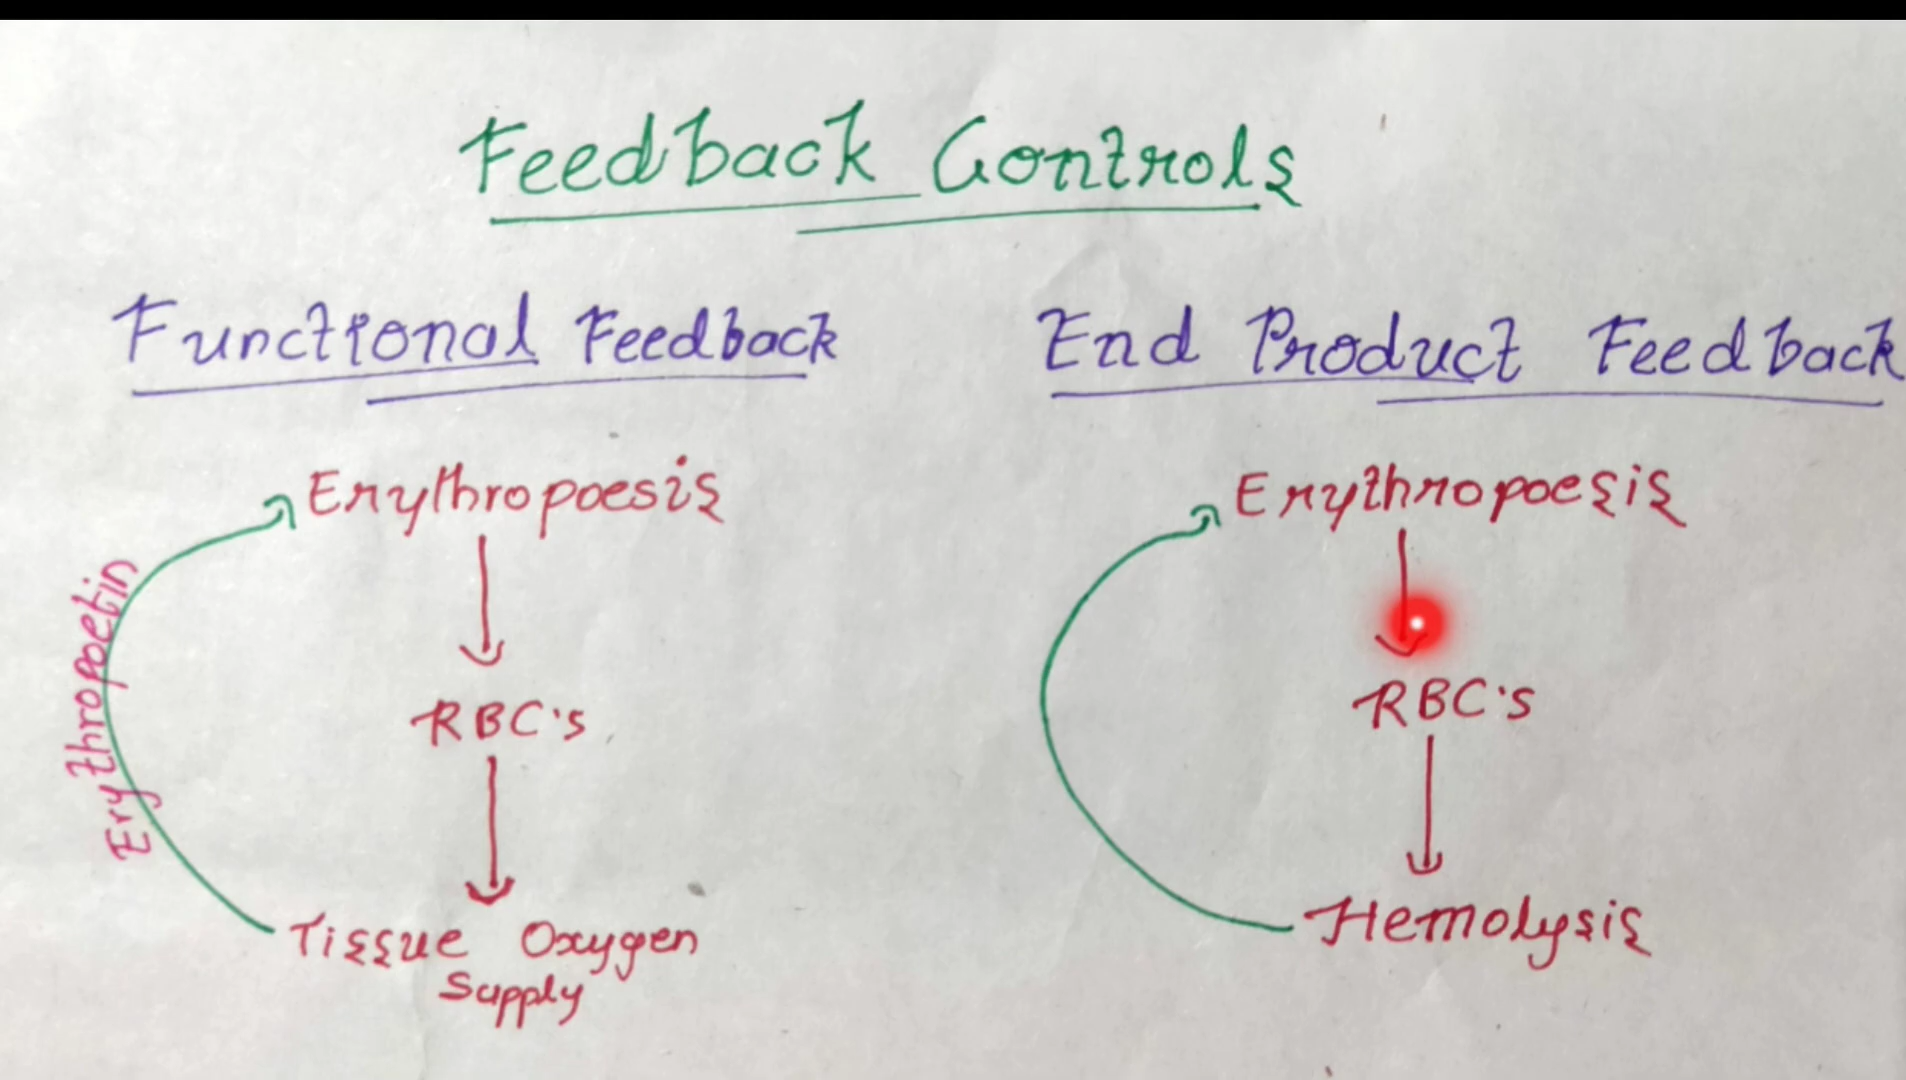 Feedback Controls
Functional Feedback
Erythropoesis
Erythropoetin
RBC's
Tissue Oxygen
Supply
End Product Feedback
Erythropoesis
RBC's
Hemolysis